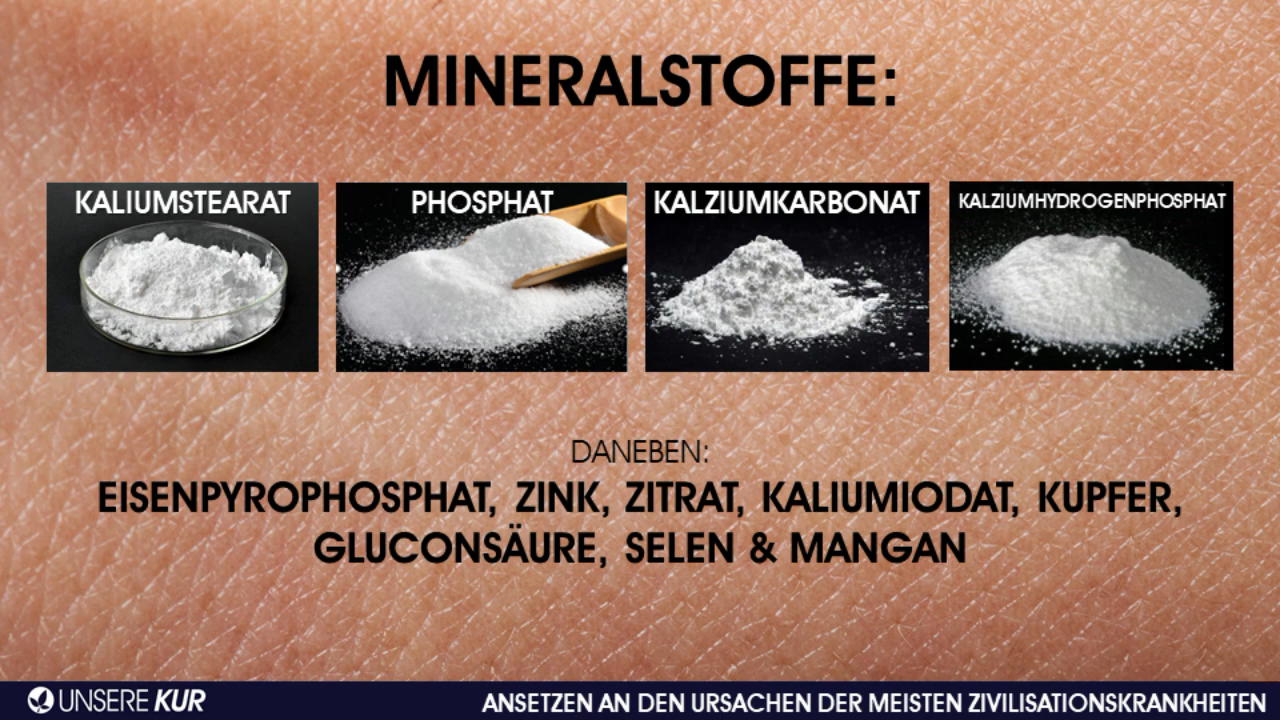 MINERALSTOFFE:
KALIUMSTEARAT
PHOSPHAT
KALZIUMKARBONAT
KALZIUMHYDROGENPHOSPHAT
DANEBEN:
EISENPYROPHOSPHAT, ZINK, ZITRAT, KALIUMIODAT, KUPFER,
GLUCONSÄURE, SELEN & MANGAN
UNSERE KUR
ANSETZEN AN DEN URSACHEN DER MEISTEN ZIVILISATIONSKRANKHEITEN